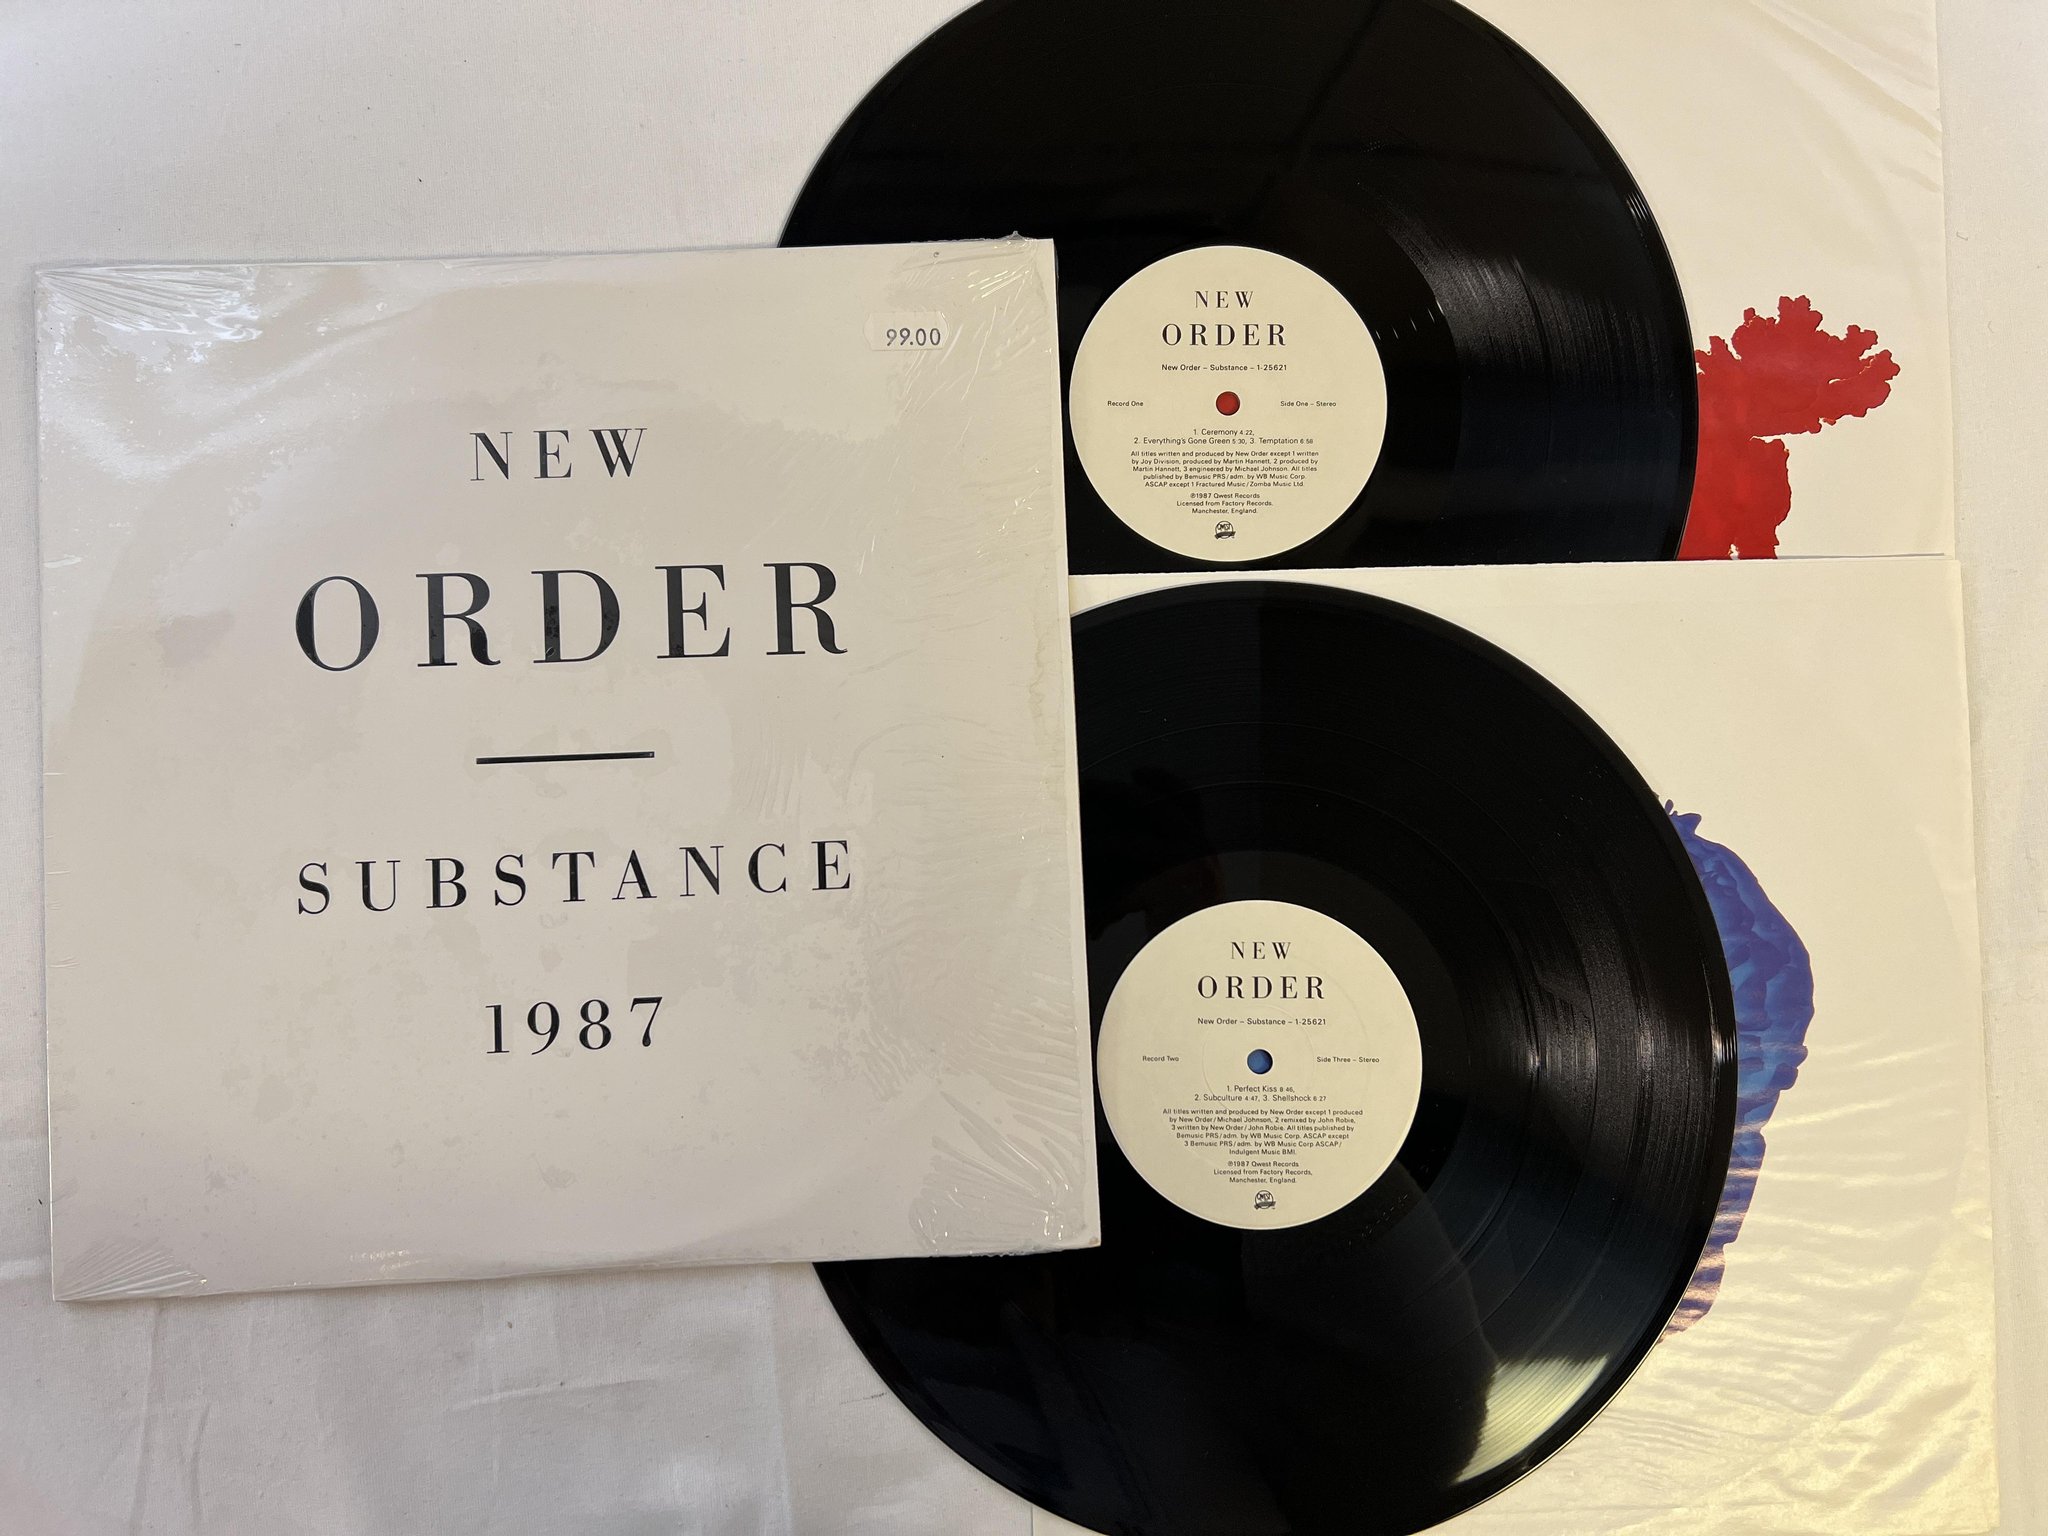 99.00
NEW
ORDER
SUBSTANCE
1987
NEW
ORDER
New Order – Substance – 1-25621
Record One
Side One – Stereo
1. Ceremony 4:22,
2. Everything's Gone Green 5:30, 3. Temptation 6:58
All titles written and produced by New Order except 1 written
by Joy Division, produced by Martin Hannett, 2 produced by
Martin Hannett, 3 engineered by Michael Johnson. All titles
published by Bemusic PRS/adm. by WB Music Corp.
ASCAP except 1 Fractured Music/Zomba Music Ltd.
℗1987 Qwest Records
Licensed from Factory Records,
Manchester, England.
NEW
ORDER
New Order – Substance – 1-25621
Record Two
Side Three – Stereo
1. Perfect Kiss 8:46,
2. Subculture 4:47, 3. Shellshock 6:27
All titles written and produced by New Order except 1 produced
by New Order/Michael Johnson, 2 remixed by John Robie,
3 written by New Order/John Robie. All titles published by
Bemusic PRS/adm. by WB Music Corp. ASCAP except
3 Bemusic PRS/adm. by WB Music Corp ASCAP/
Indulgent Music BMI.
℗1987 Qwest Records
Licensed from Factory Records,
Manchester, England.